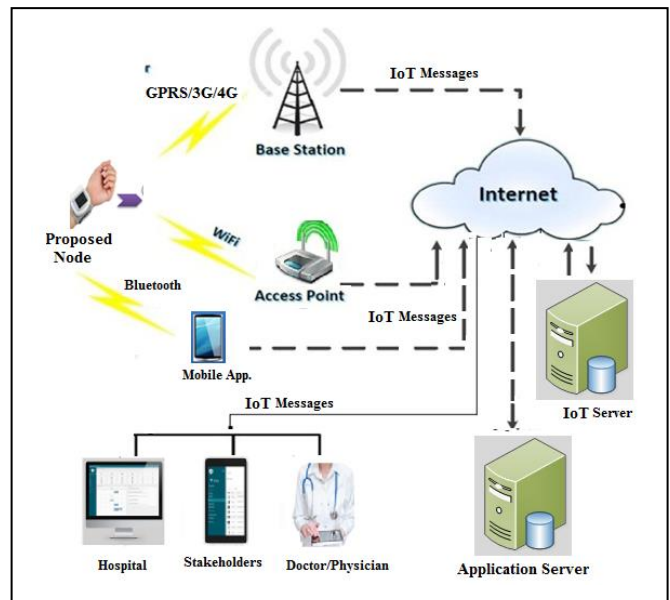 IoT Messages
GPRS/3G/4G
Base Station
Internet
Proposed
Node
WiFi
Bluetooth
Access Point
IoT Messages
Mobile App.
IoT Server
IoT Messages
Hospital
Stakeholders
Doctor/Physician
Application Server